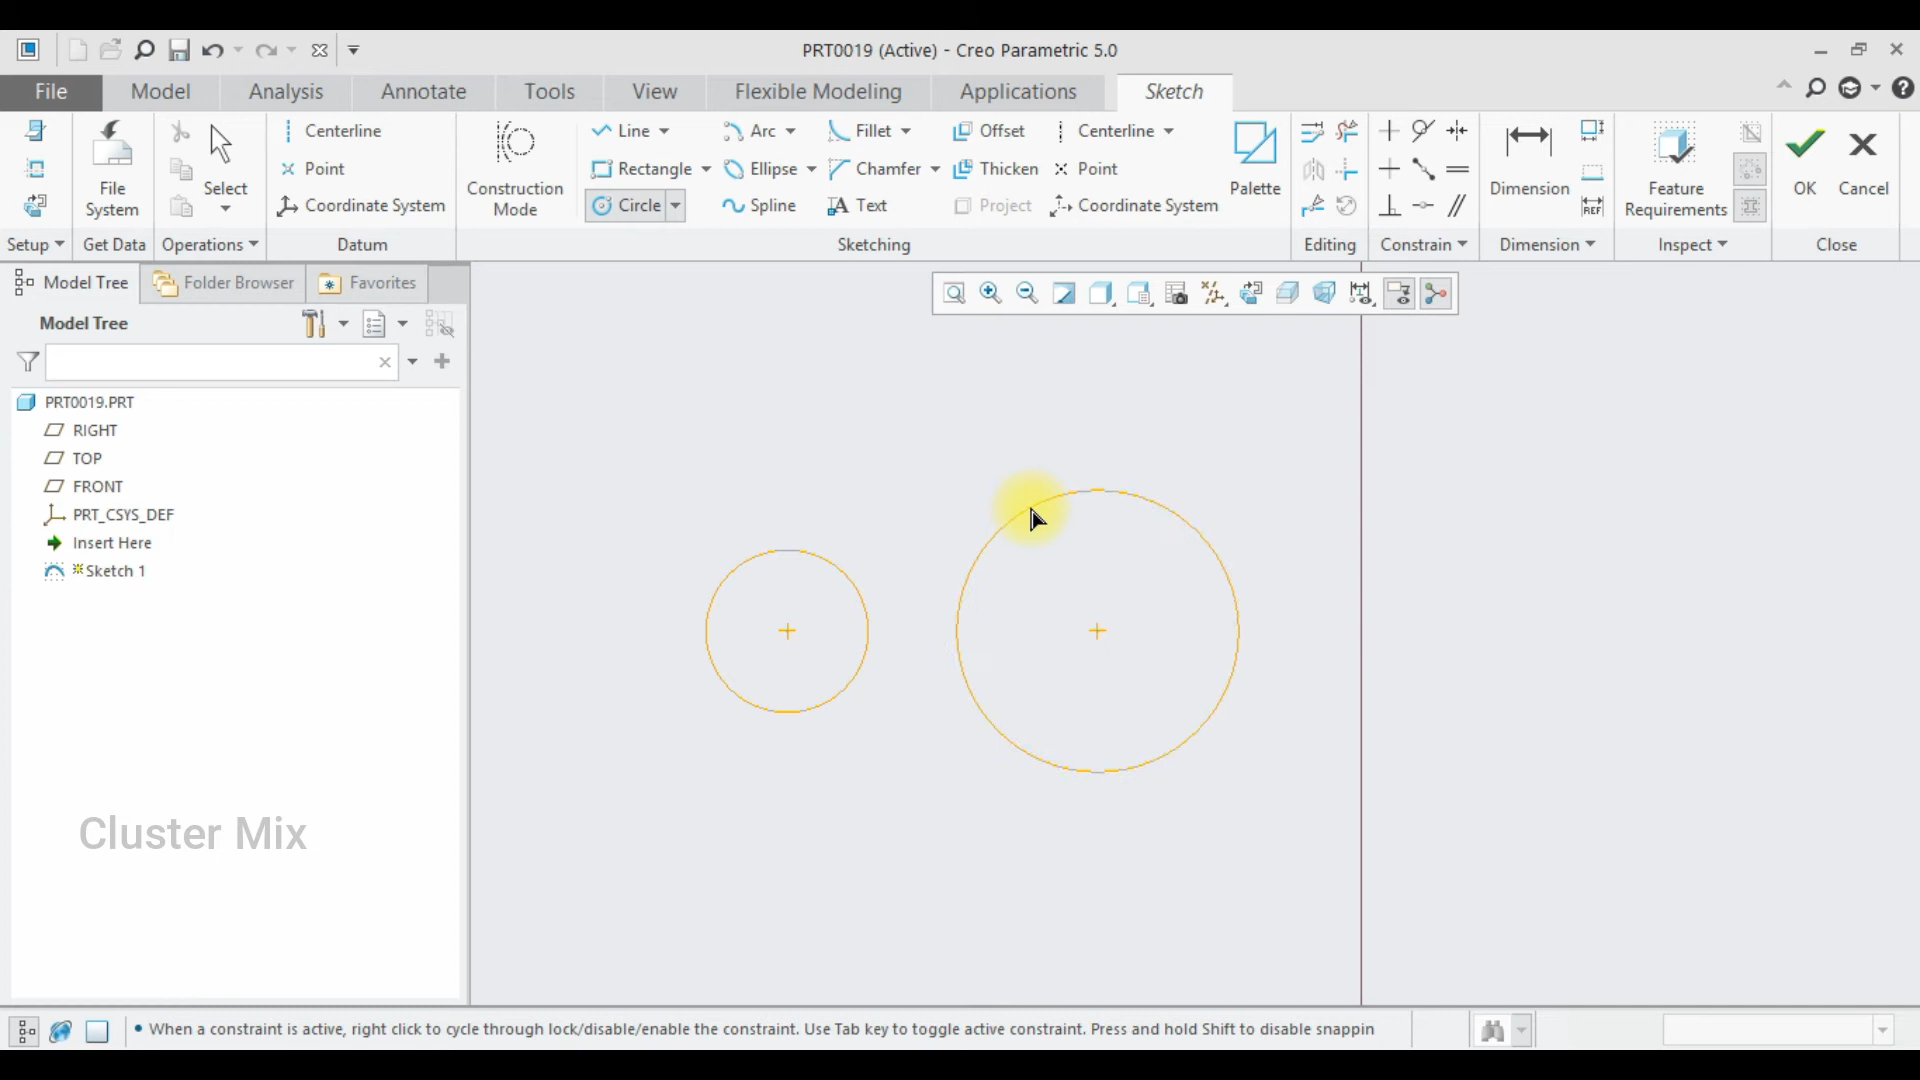 PRT0019 (Active) - Creo Parametric 5.0
File Model Analysis Annotate Tools View Flexible Modeling Applications Sketch
Centerline Line Arc Fillet Offset Centerline
Point Rectangle Ellipse Chamfer Thicken Point
File System Select Coordinate System Construction Mode Circle Spline Text Project Coordinate System Palette Dimension REF Feature Requirements OK Cancel
Setup Get Data Operations Datum Sketching Editing Constrain Dimension Inspect Close
Model Tree Folder Browser Favorites
Model Tree
PRT0019.PRT
RIGHT
TOP
FRONT
PRT_CSYS_DEF
Insert Here
Sketch 1
Cluster Mix
When a constraint is active, right click to cycle through lock/disable/enable the constraint. Use Tab key to toggle active constraint. Press and hold Shift to disable snappin